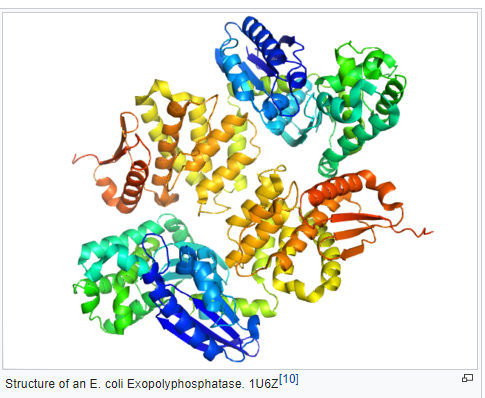 Structure of an E. coli Exopolyphosphatase. 1U6Z[10]